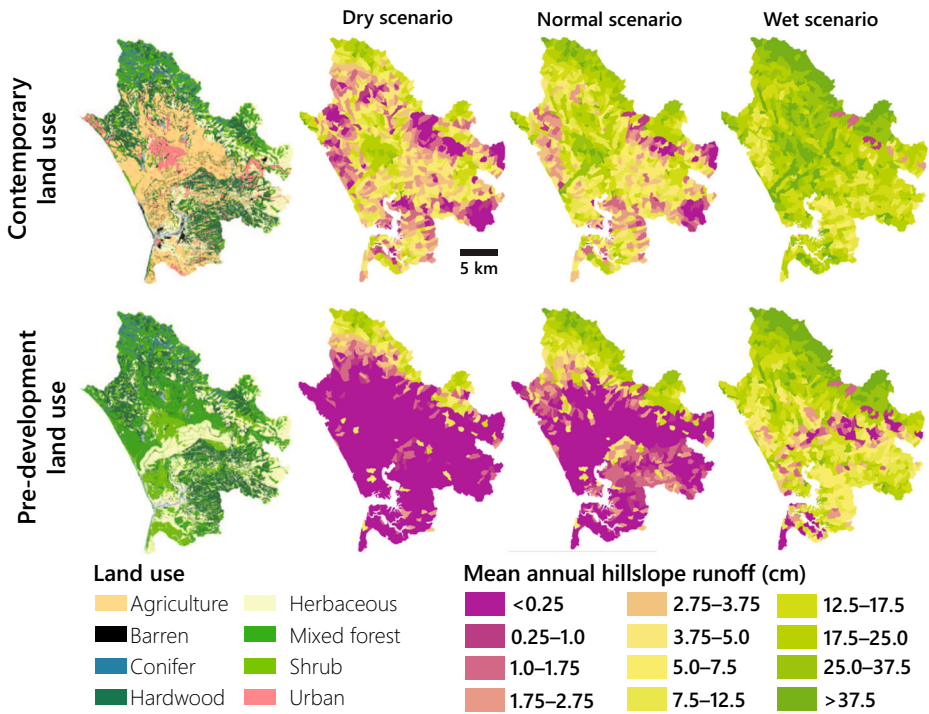 Dry scenario
Normal scenario
Wet scenario
Contemporary
land use
5 km
Pre-development
land use
Land use
Agriculture
Barren
Conifer
Hardwood
Herbaceous
Mixed forest
Shrub
Urban
Mean annual hillslope runoff (cm)
<0.25
0.25–1.0
1.0–1.75
1.75–2.75
2.75–3.75
3.75–5.0
5.0–7.5
7.5–12.5
12.5–17.5
17.5–25.0
25.0–37.5
>37.5